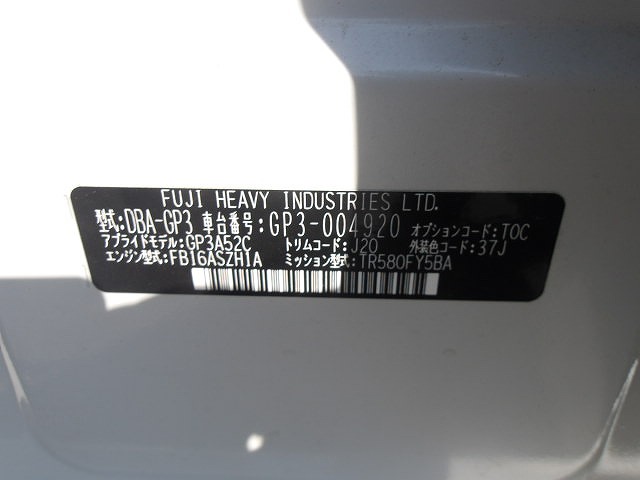 FUJI HEAVY INDUSTRIES LTD.
型式:DBA-GP3 車台番号:GP3-004920 オプションコード:TOC
アプライドモデル:GP3A52C トリムコード:J20 外装色コード:37J
エンジン型式:FB16ASZH1A ミッション型式:TR580FY5BA